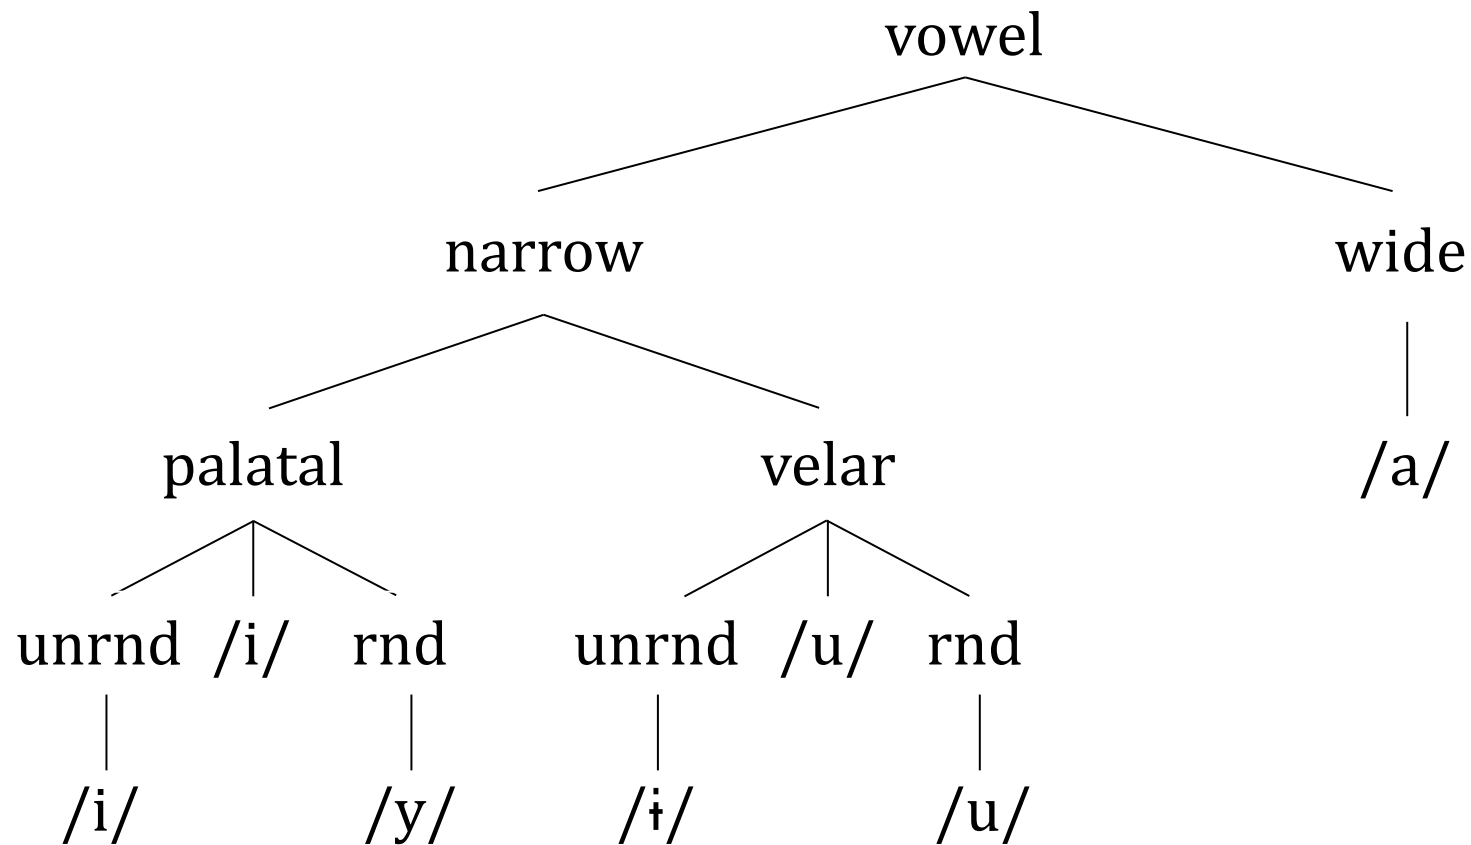 vowel
narrow wide
palatal velar /a/
unrnd /i/ rnd unrnd /u/ rnd
/i/ /y/ /ɨ/ /u/